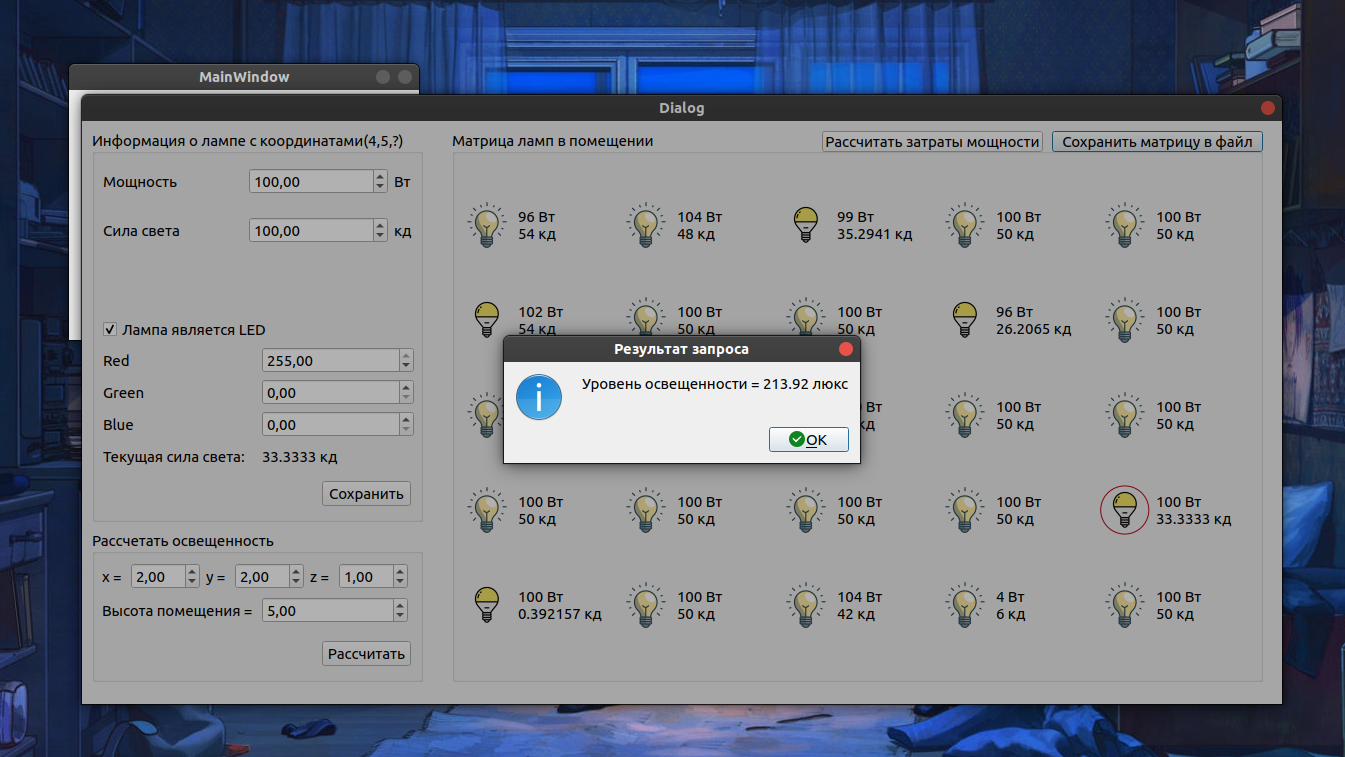 MainWindow
Dialog
Информация о лампе с координатами(4,5,?)
Мощность 100,00 Вт
Сила света 100,00 кд
Лампа является LED
Red 255,00
Green 0,00
Blue 0,00
Текущая сила света: 33.3333 кд
Сохранить
Рассчетать освещенность
x = 2,00 y = 2,00 z = 1,00
Высота помещения = 5,00
Рассчитать
Матрица ламп в помещении
Рассчитать затраты мощности
Сохранить матрицу в файл
96 Вт 104 Вт 99 Вт 100 Вт 100 Вт
54 кд 48 кд 35.2941 кд 50 кд 50 кд
102 Вт 100 Вт 100 Вт 96 Вт 100 Вт
54 кд 50 кд 50 кд 26.2065 кд 50 кд
Вт 100 Вт 100 Вт
кд 50 кд 50 кд
100 Вт 100 Вт 100 Вт 100 Вт 100 Вт
50 кд 50 кд 50 кд 50 кд 33.3333 кд
100 Вт 100 Вт 104 Вт 4 Вт 100 Вт
0.392157 кд 50 кд 42 кд 6 кд 50 кд
Результат запроса
Уровень освещенности = 213.92 люкс
OK